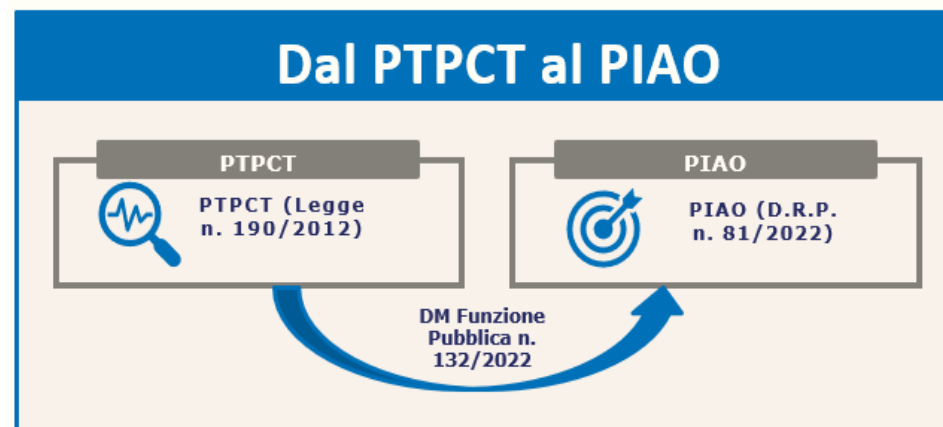 Dal PTPCT al PIAO
PTPCT
PTPCT (Legge
n. 190/2012)
PIAO
PIAO (D.R.P.
n. 81/2022)
DM Funzione
Pubblica n.
132/2022